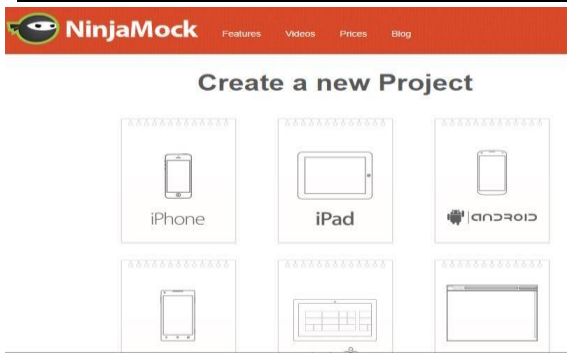 NinjaMock Features Videos Prices Blog
Create a new Project
iPhone iPad android